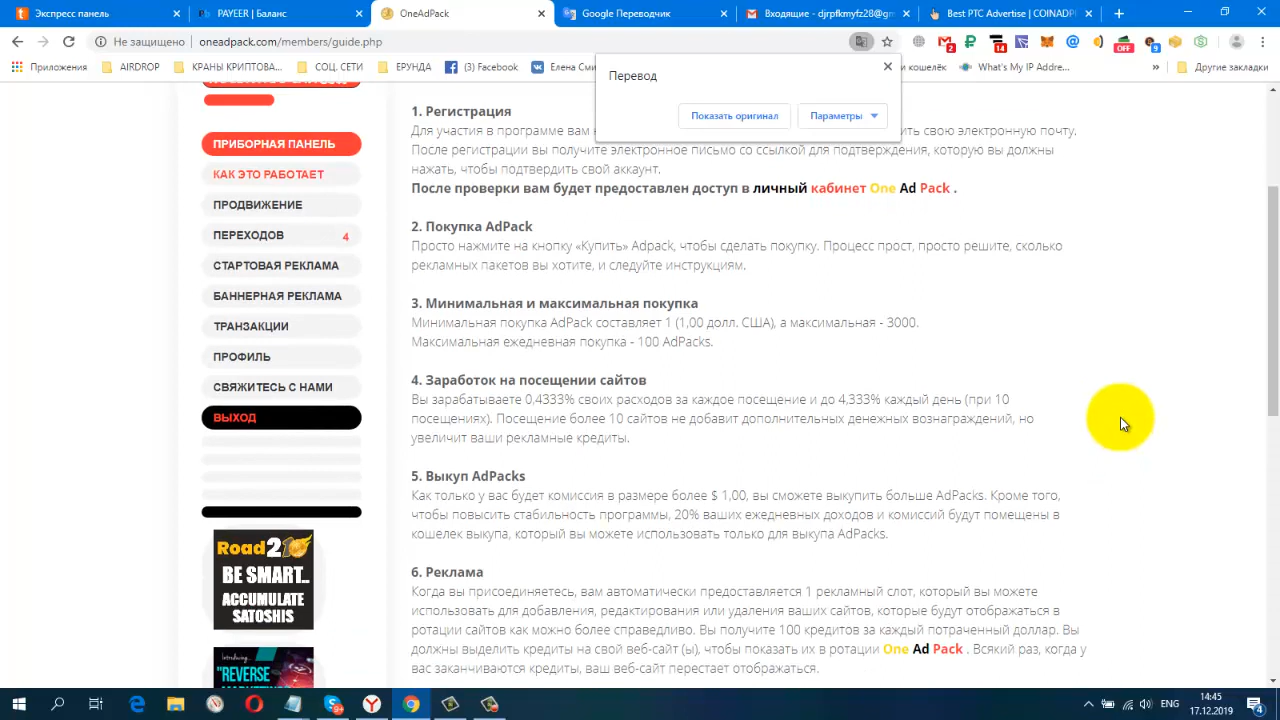 Экспресс панель
PAYEER | Баланс
OneAdPack
Google Переводчик
Входящие - djrpfkmyfz28@gm
Best PTC Advertise | COINADP
Не защищено
oneadpack.com/members/guide.php
2
14
OFF
9
Приложения
AIRDROP
КРАНЫ КРИПТОВА...
СОЦ. СЕТИ
ЕРУНДА
(3) Facebook
Елена Сми
кошелёк
What's My IP Addre...
»
Другие закладки
Перевод
Показать оригинал
Параметры
ПРИБОРНАЯ ПАНЕЛЬ
КАК ЭТО РАБОТАЕТ
ПРОДВИЖЕНИЕ
ПЕРЕХОДОВ 4
СТАРТОВАЯ РЕКЛАМА
БАННЕРНАЯ РЕКЛАМА
ТРАНЗАКЦИИ
ПРОФИЛЬ
СВЯЖИТЕСЬ С НАМИ
ВЫХОД
Road2
BE SMART..
ACCUMULATE
SATOSHIS
Introducing...
"REVERSE
1. Регистрация
Для участия в программе вам ить свою электронную почту.
После регистрации вы получите электронное письмо со ссылкой для подтверждения, которую вы должны
нажать, чтобы подтвердить свой аккаунт.
После проверки вам будет предоставлен доступ в личный кабинет One Ad Pack .
2. Покупка AdPack
Просто нажмите на кнопку «Купить» Adpack, чтобы сделать покупку. Процесс прост, просто решите, сколько
рекламных пакетов вы хотите, и следуйте инструкциям.
3. Минимальная и максимальная покупка
Минимальная покупка AdPack составляет 1 (1,00 долл. США), а максимальная - 3000.
Максимальная ежедневная покупка - 100 AdPacks.
4. Заработок на посещении сайтов
Вы зарабатываете 0,4333% своих расходов за каждое посещение и до 4,333% каждый день (при 10
посещениях). Посещение более 10 сайтов не добавит дополнительных денежных вознаграждений, но
увеличит ваши рекламные кредиты.
5. Выкуп AdPacks
Как только у вас будет комиссия в размере более $ 1,00, вы сможете выкупить больше AdPacks. Кроме того,
чтобы повысить стабильность программы, 20% ваших ежедневных доходов и комиссий будут помещены в
кошелек выкупа, который вы можете использовать только для выкупа AdPacks.
6. Реклама
Когда вы присоединяетесь, вам автоматически предоставляется 1 рекламный слот, который вы можете
использовать для добавления, редактирования или удаления ваших сайтов, которые будут отображаться в
ротации сайтов как можно более справедливо. Вы получите 100 кредитов за каждый потраченный доллар. Вы
должны выделить кредиты на свой веб-сайт (ы), чтобы показать их в ротации One Ad Pack . Всякий раз, когда у
вас заканчиваются кредиты, ваш веб-сайт перестает отображаться.
ENG
14:45
17.12.2019
4